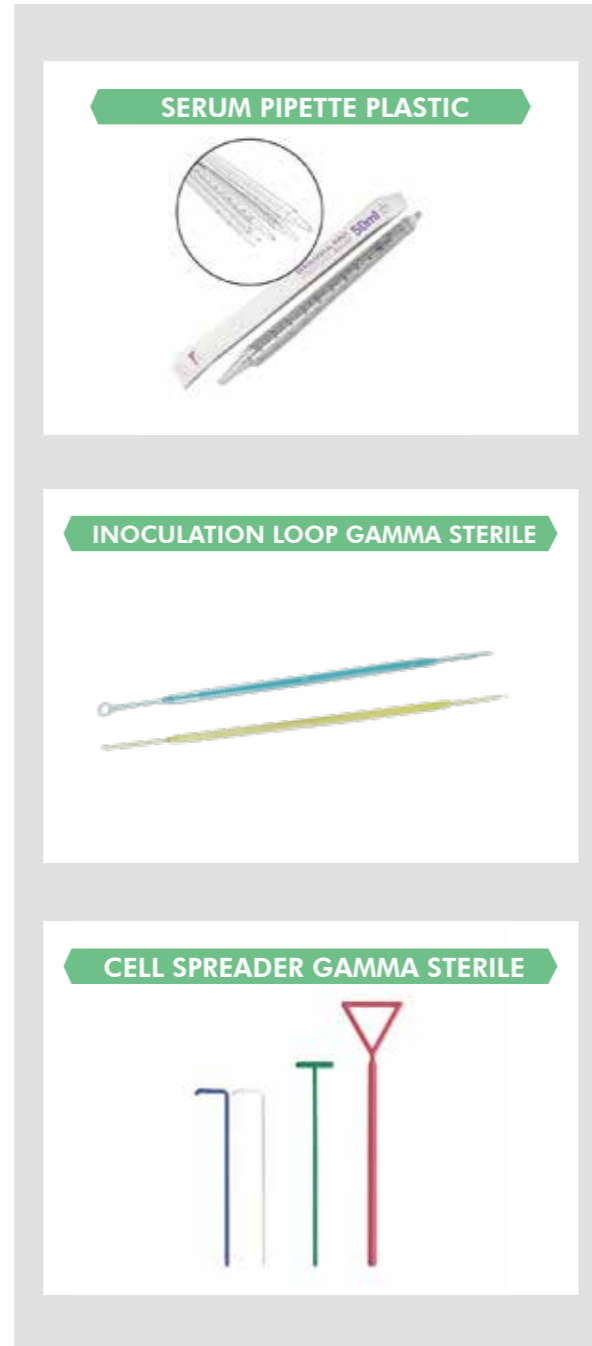 SERUM PIPETTE PLASTIC
50ml
INOCULATION LOOP GAMMA STERILE
CELL SPREADER GAMMA STERILE